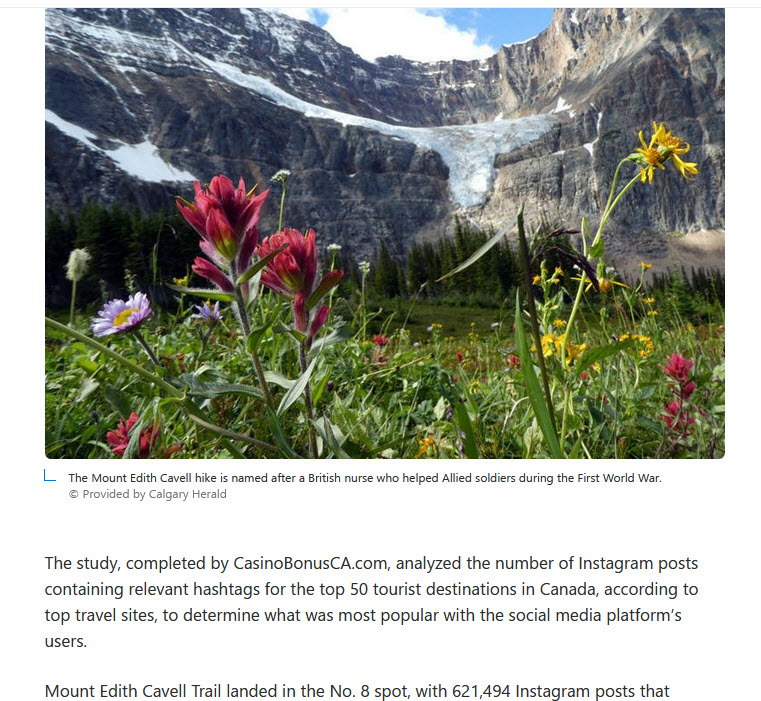 The Mount Edith Cavell hike is named after a British nurse who helped Allied soldiers during the First World War.
© Provided by Calgary Herald
The study, completed by CasinoBonusCA.com, analyzed the number of Instagram posts
containing relevant hashtags for the top 50 tourist destinations in Canada, according to
top travel sites, to determine what was most popular with the social media platform’s
users.
Mount Edith Cavell Trail landed in the No. 8 spot, with 621,494 Instagram posts that